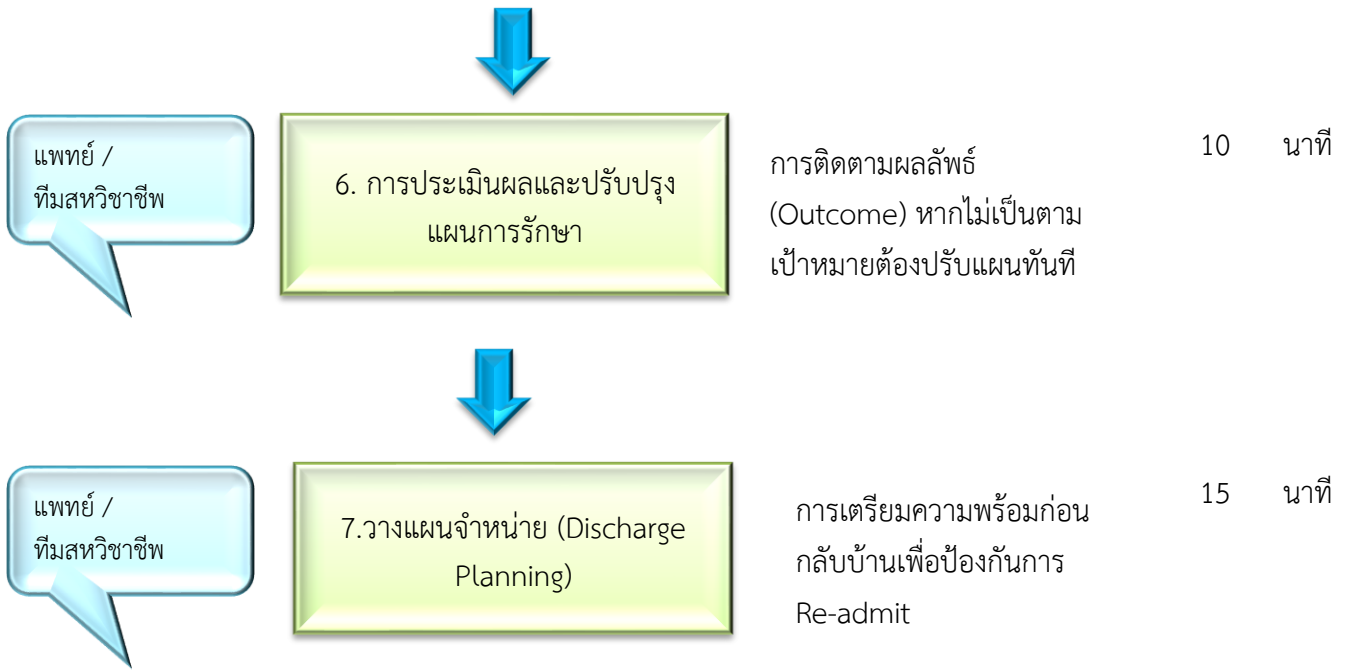 แพทย์ /
ทีมสหวิชาชีพ
6. การประเมินผลและปรับปรุง
แผนการรักษา
การติดตามผลลัพธ์
(Outcome) หากไม่เป็นตาม
เป้าหมายต้องปรับแผนทันที
10 นาที
แพทย์ /
ทีมสหวิชาชีพ
7.วางแผนจำหน่าย (Discharge
Planning)
การเตรียมความพร้อมก่อน
กลับบ้านเพื่อป้องกันการ
Re-admit
15 นาที